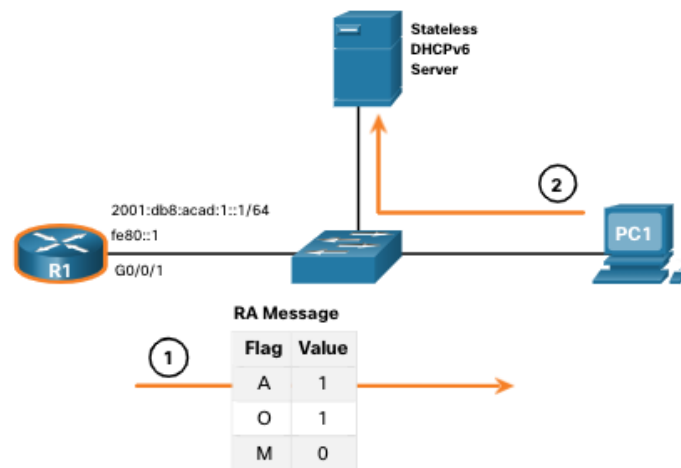 Stateless
DHCPv6
Server
2
2001:db8:acad:1::1/64
fe80::1
PC1
R1
G0/0/1
RA Message
1
Flag Value
A 1
O 1
M 0